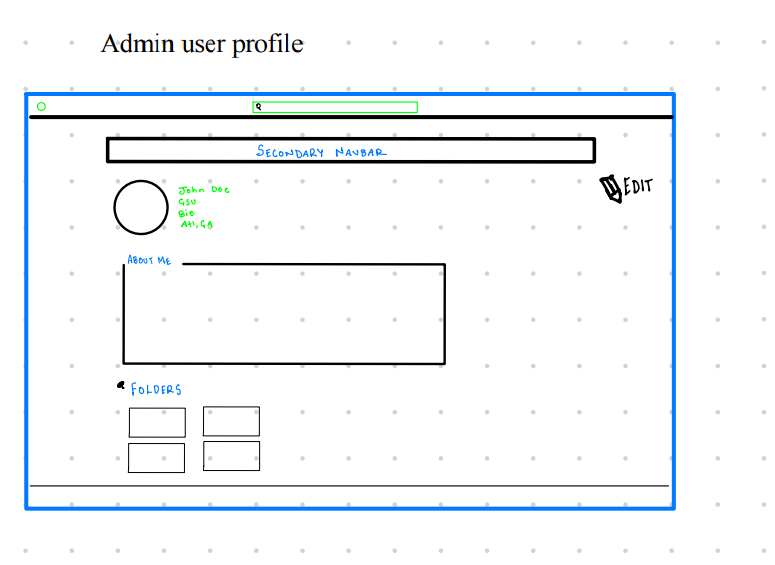 Admin user profile
SECONDARY NAVBAR
John Doe
GSU
Bio
Atl, GA
EDIT
ABOUT ME
FOLDERS